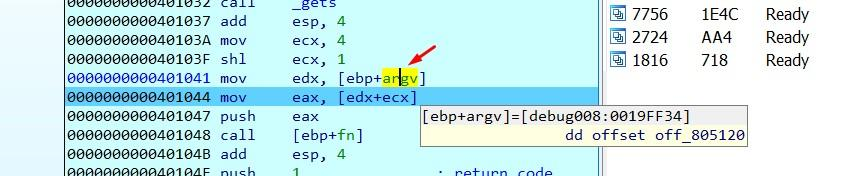 0000000000401032 call    _gets
0000000000401037 add     esp, 4
000000000040103A mov     ecx, 4
000000000040103F shl     ecx, 1
0000000000401041 mov     edx, [ebp+argv]
0000000000401044 mov     eax, [edx+ecx]
0000000000401047 push    eax
0000000000401048 call    [ebp+fn]
000000000040104B add     esp, 4
000000000040104E push    1               ; return code
[ebp+argv]=[debug008:0019FF34]
dd offset off_805120
7756 1E4C Ready
2724 AA4 Ready
1816 718 Ready